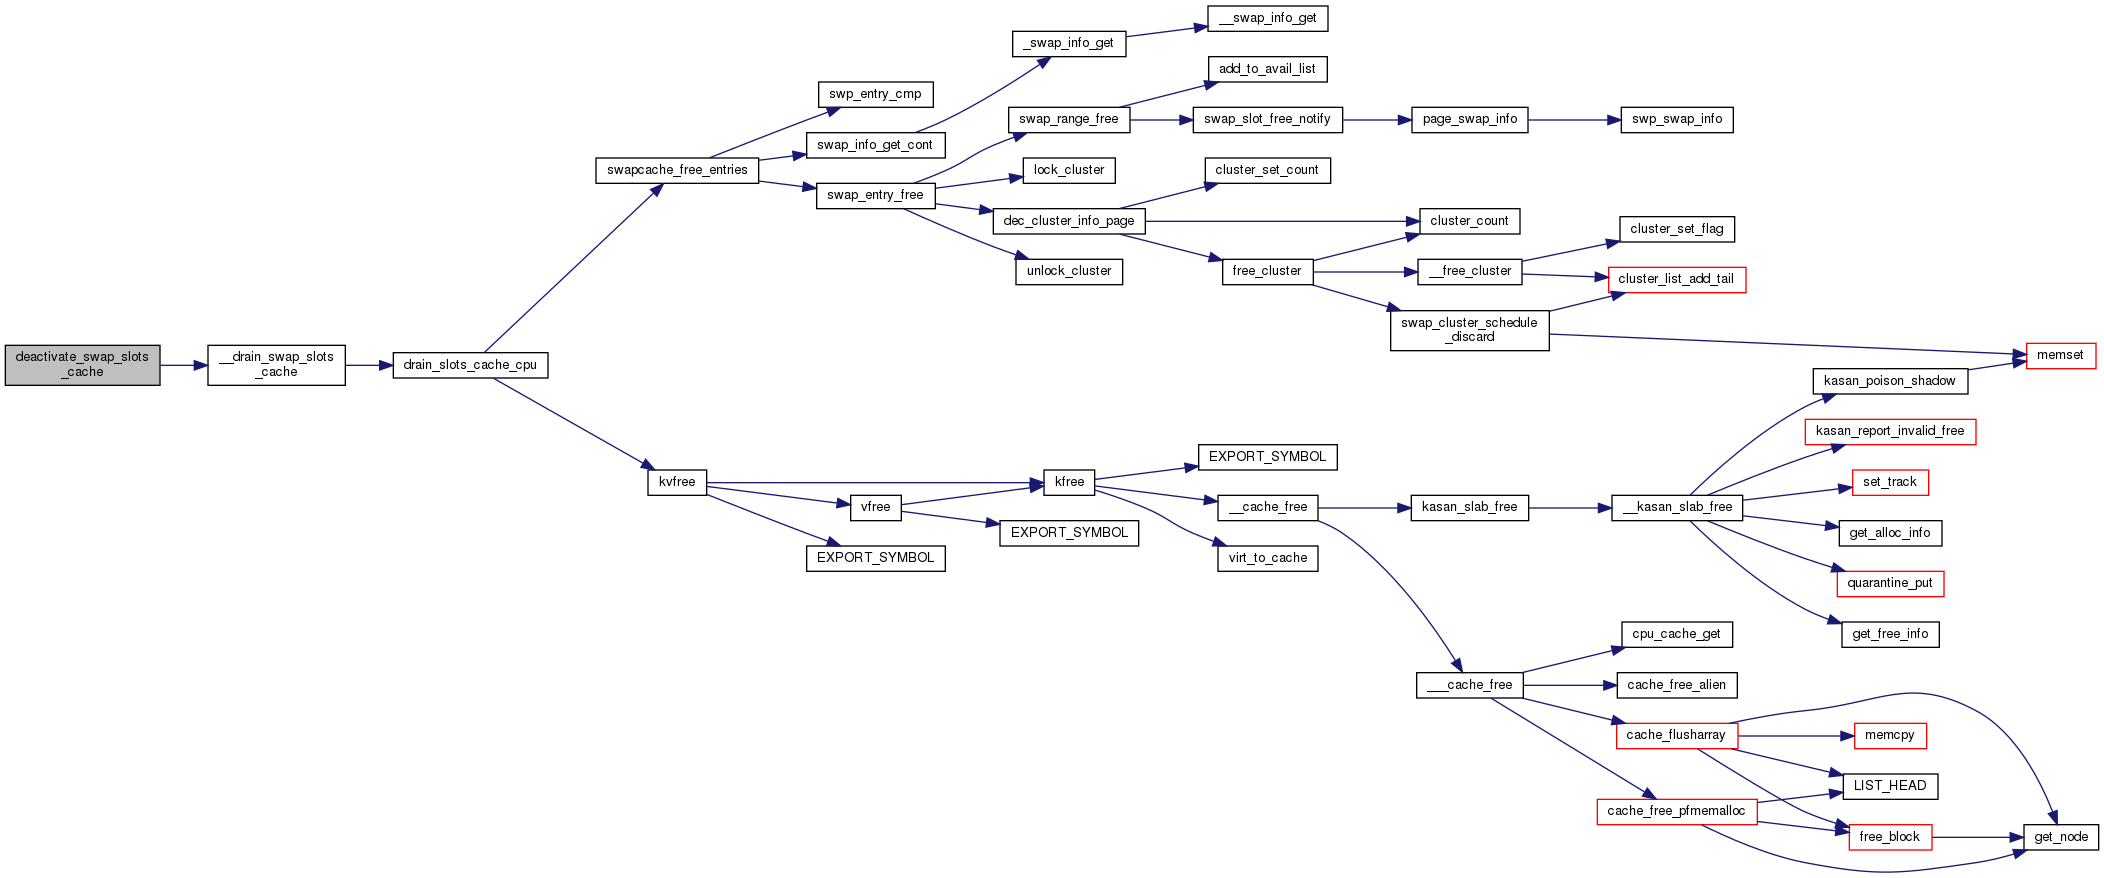 __swap_info_get
_swap_info_get
add_to_avail_list
swp_entry_cmp
swap_range_free
swap_slot_free_notify
page_swap_info
swp_swap_info
swap_info_get_cont
swapcache_free_entries
lock_cluster
cluster_set_count
swap_entry_free
dec_cluster_info_page
cluster_count
cluster_set_flag
unlock_cluster
free_cluster
__free_cluster
cluster_list_add_tail
swap_cluster_schedule
_discard
deactivate_swap_slots
_cache
__drain_swap_slots
_cache
drain_slots_cache_cpu
memset
kasan_poison_shadow
kasan_report_invalid_free
EXPORT_SYMBOL
kvfree
kfree
set_track
vfree
__cache_free
kasan_slab_free
__kasan_slab_free
EXPORT_SYMBOL
get_alloc_info
EXPORT_SYMBOL
virt_to_cache
quarantine_put
cpu_cache_get
get_free_info
___cache_free
cache_free_alien
cache_flusharray
memcpy
LIST_HEAD
cache_free_pfmemalloc
free_block
get_node